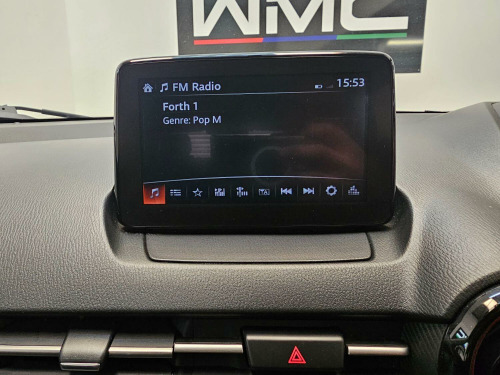 WMC
FM Radio 15:53
Forth 1
Genre: Pop M